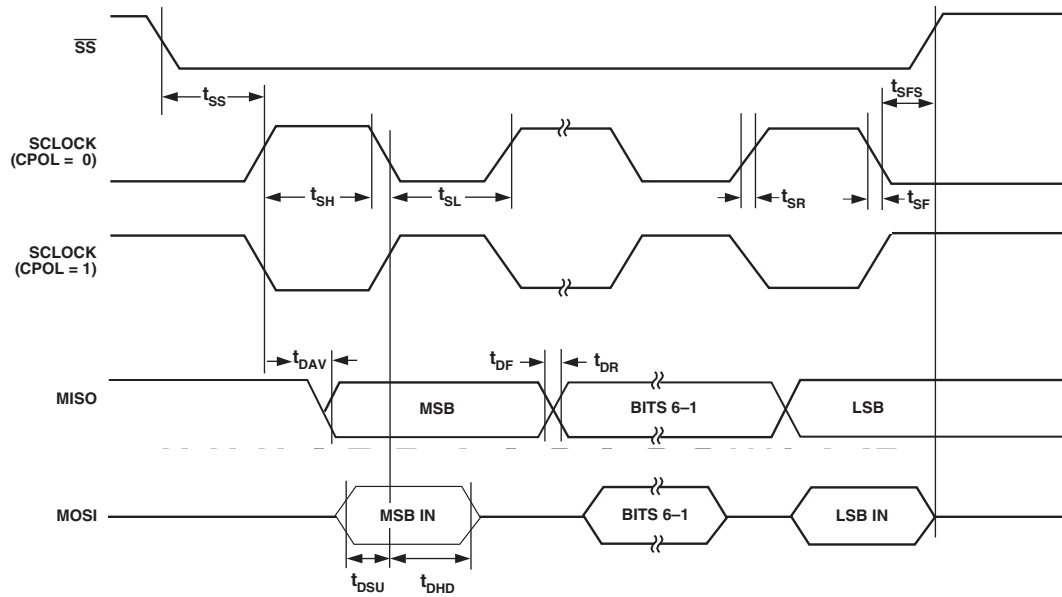 SS
tSS
tSFS
SCLOCK
(CPOL = 0)
tSH
tSL
tSR
tSF
SCLOCK
(CPOL = 1)
tDAV
tDF
tDR
MISO
MSB
BITS 6–1
LSB
MOSI
MSB IN
BITS 6–1
LSB IN
tDSU
tDHD